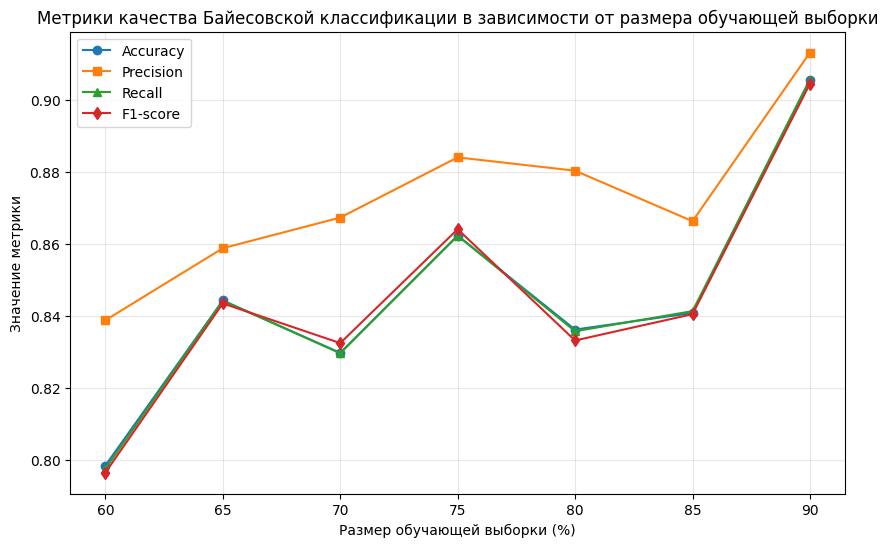 Метрики качества Байесовской классификации в зависимости от размера обучающей выборки
Accuracy
Precision
Recall
F1-score
0.90
0.88
0.86
0.84
0.82
0.80
Значение метрики
60 65 70 75 80 85 90
Размер обучающей выборки (%)